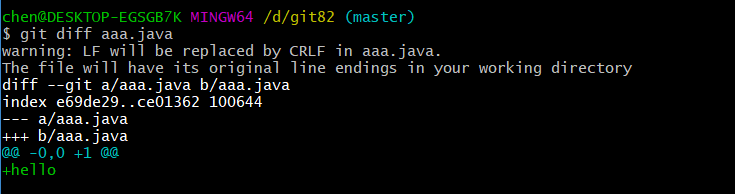 chen@DESKTOP-EGSGB7K MINGW64 /d/git82 (master)
$ git diff aaa.java
warning: LF will be replaced by CRLF in aaa.java.
The file will have its original line endings in your working directory
diff --git a/aaa.java b/aaa.java
index e69de29..ce01362 100644
--- a/aaa.java
+++ b/aaa.java
@@ -0,0 +1 @@
+hello